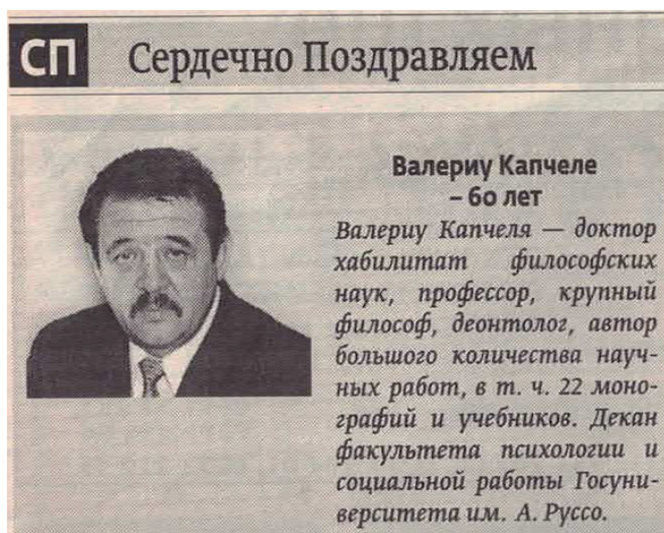 СП Сердечно Поздравляем
Валериу Капчеле
– 60 лет
Валериу Капчеля — доктор
хабилитат философских
наук, профессор, крупный
философ, деонтолог, автор
большого количества науч-
ных работ, в т. ч. 22 моно-
графий и учебников. Декан
факультета психологии и
социальной работы Госуни-
верситета им. А. Руссо.